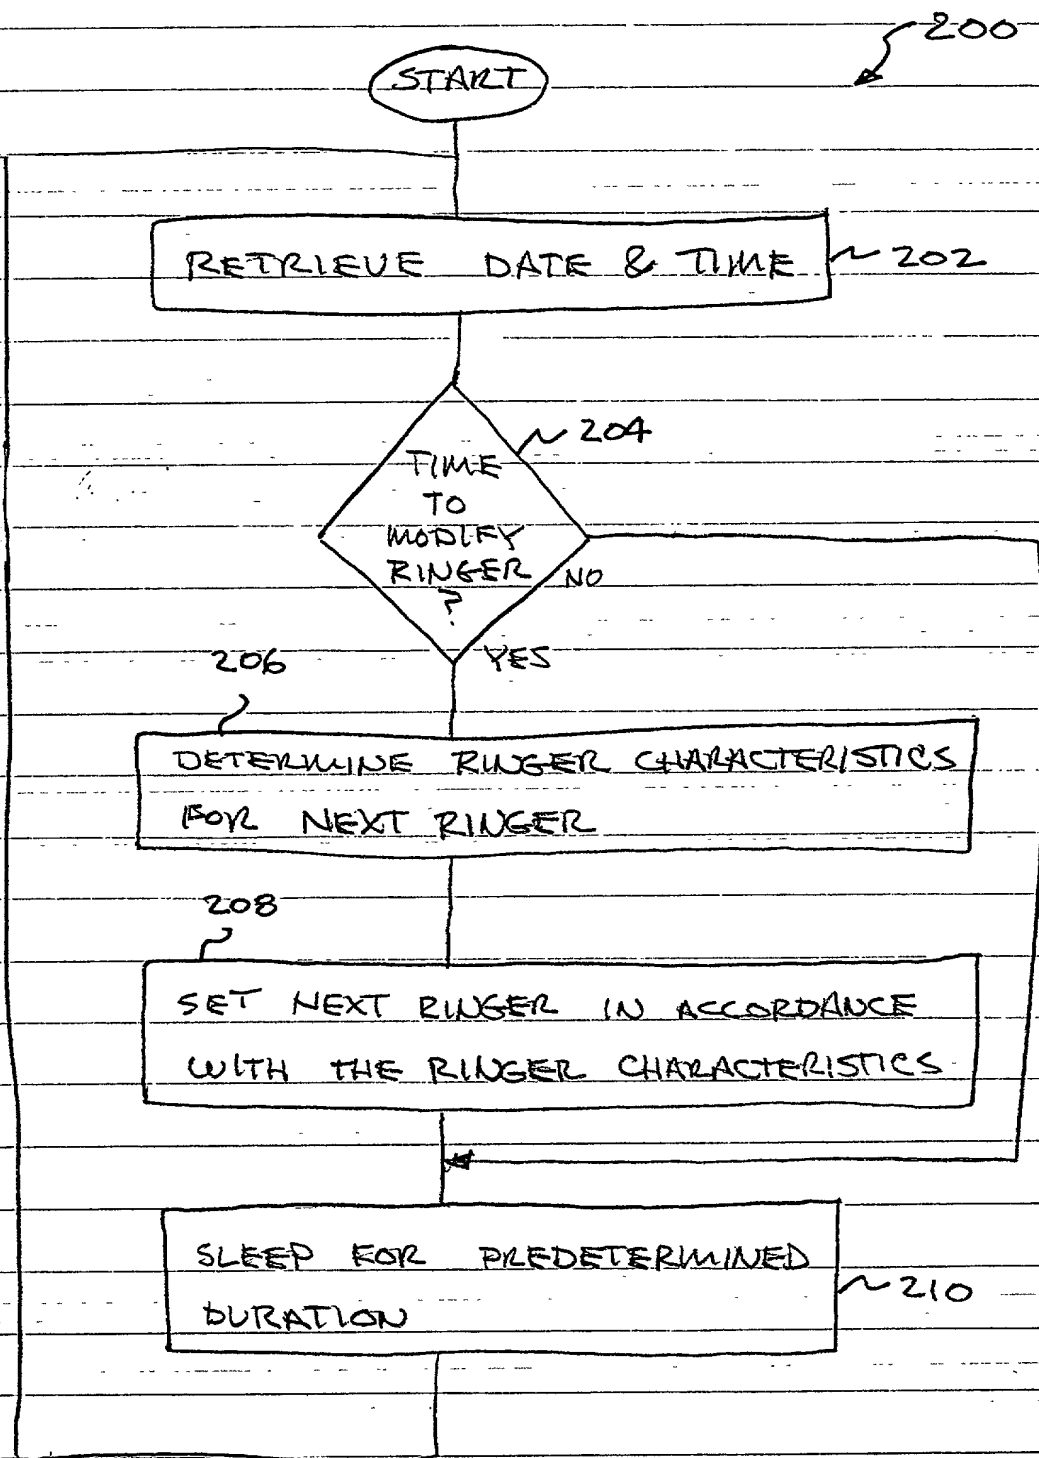 200
START
RETRIEVE DATE & TIME
202
204
TIME
TO
MODIFY
RINGER
?
NO
YES
206
DETERMINE RINGER CHARACTERISTICS
FOR NEXT RINGER
208
SET NEXT RINGER IN ACCORDANCE
WITH THE RINGER CHARACTERISTICS
SLEEP FOR PREDETERMINED
DURATION
210